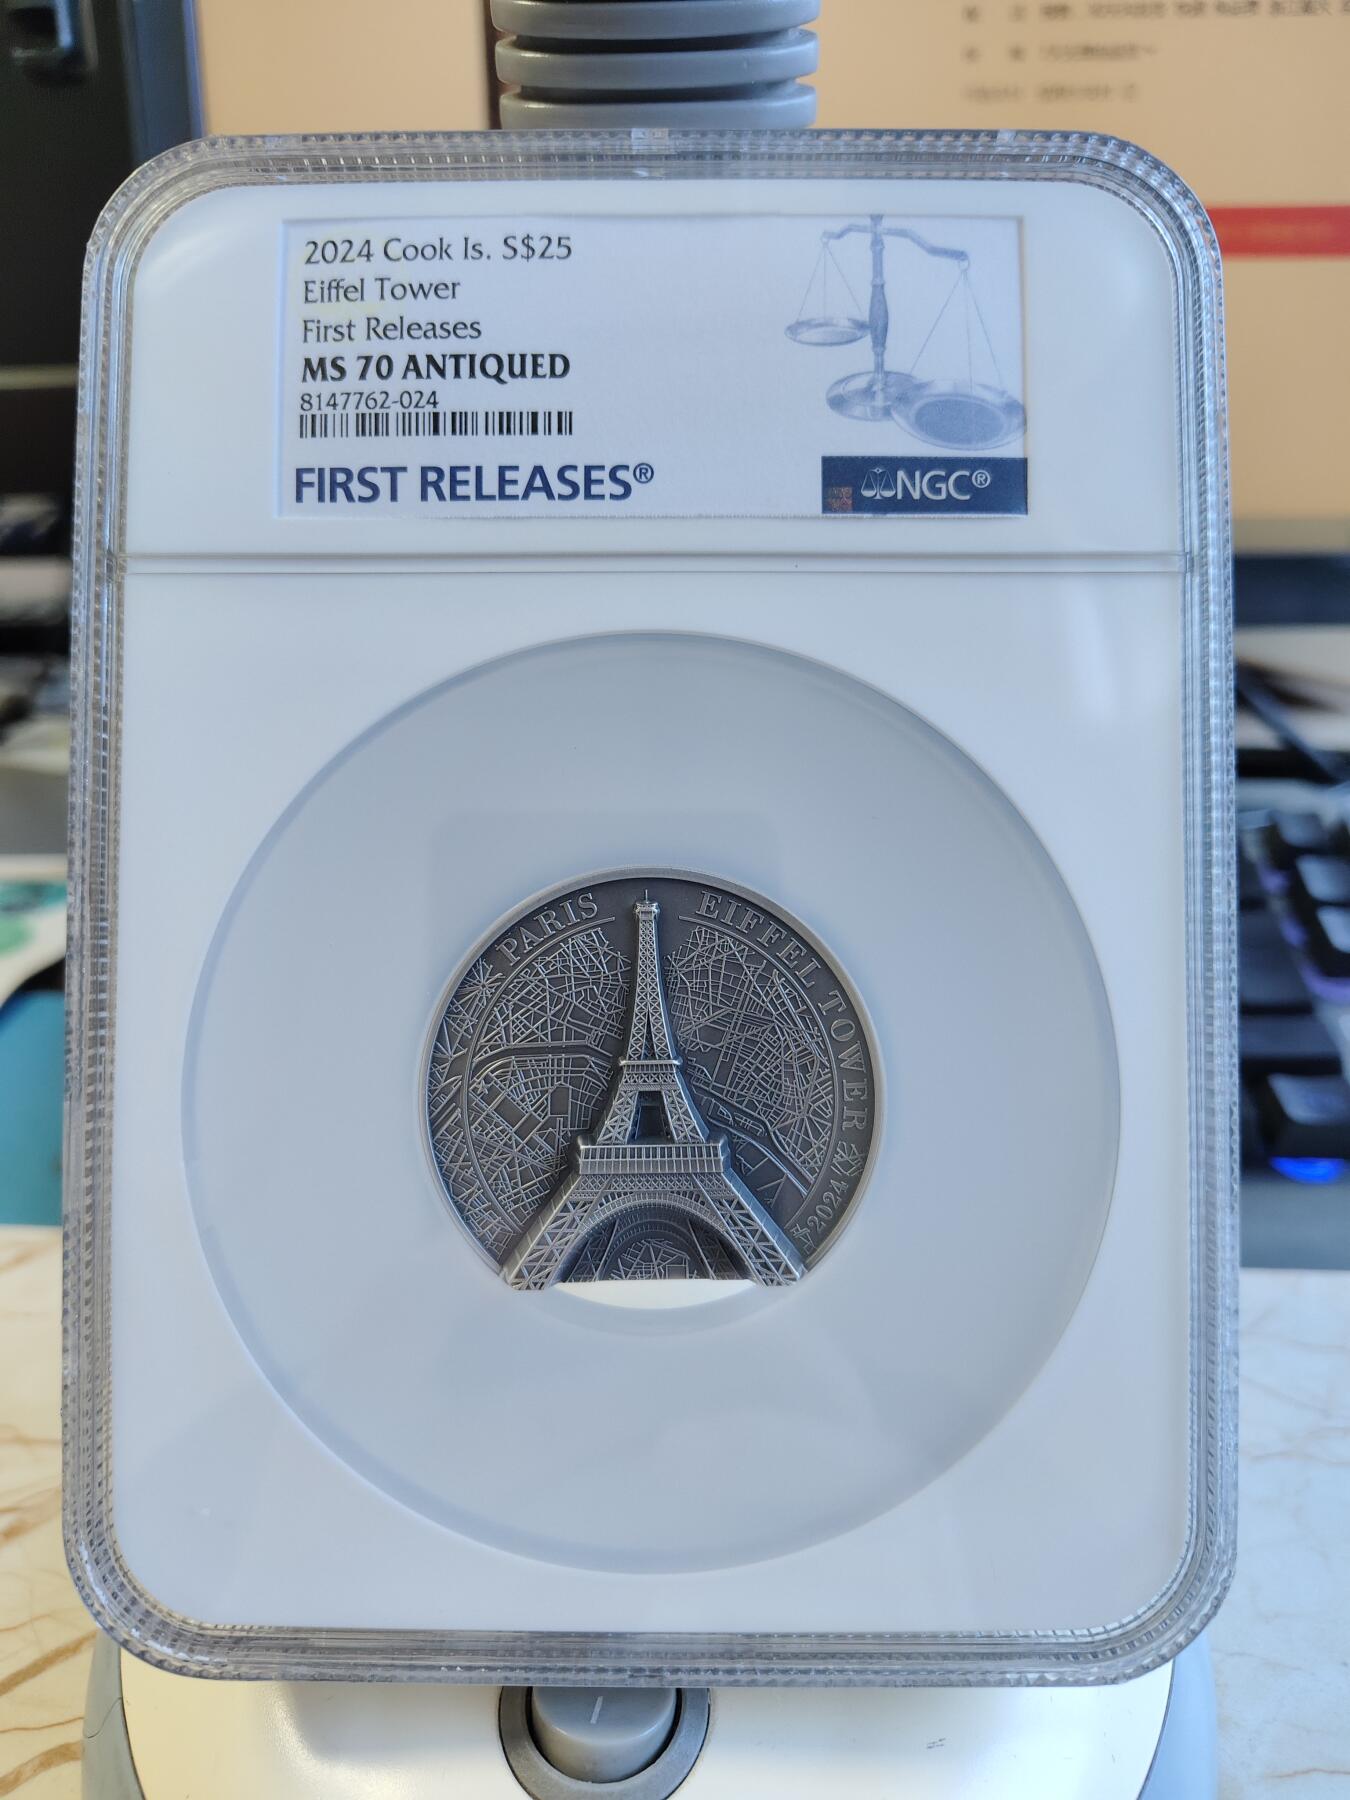 2024 Cook Is. S$25
Eiffel Tower
First Releases
MS 70 ANTIQUED
8147762-024
FIRST RELEASES®
NGC®
PARIS
EIFFEL TOWER
2024